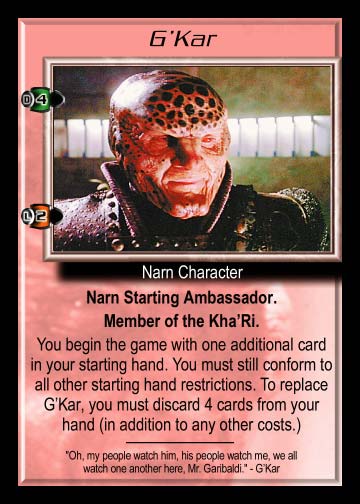 G'Kar
D 4
L 2
Narn Character
Narn Starting Ambassador.
Member of the Kha'Ri.
You begin the game with one additional card
in your starting hand. You must still conform to
all other starting hand restrictions. To replace
G'Kar, you must discard 4 cards from your
hand (in addition to any other costs.)
"Oh, my people watch him, his people watch me, we all
watch one another here, Mr. Garibaldi." - G'Kar